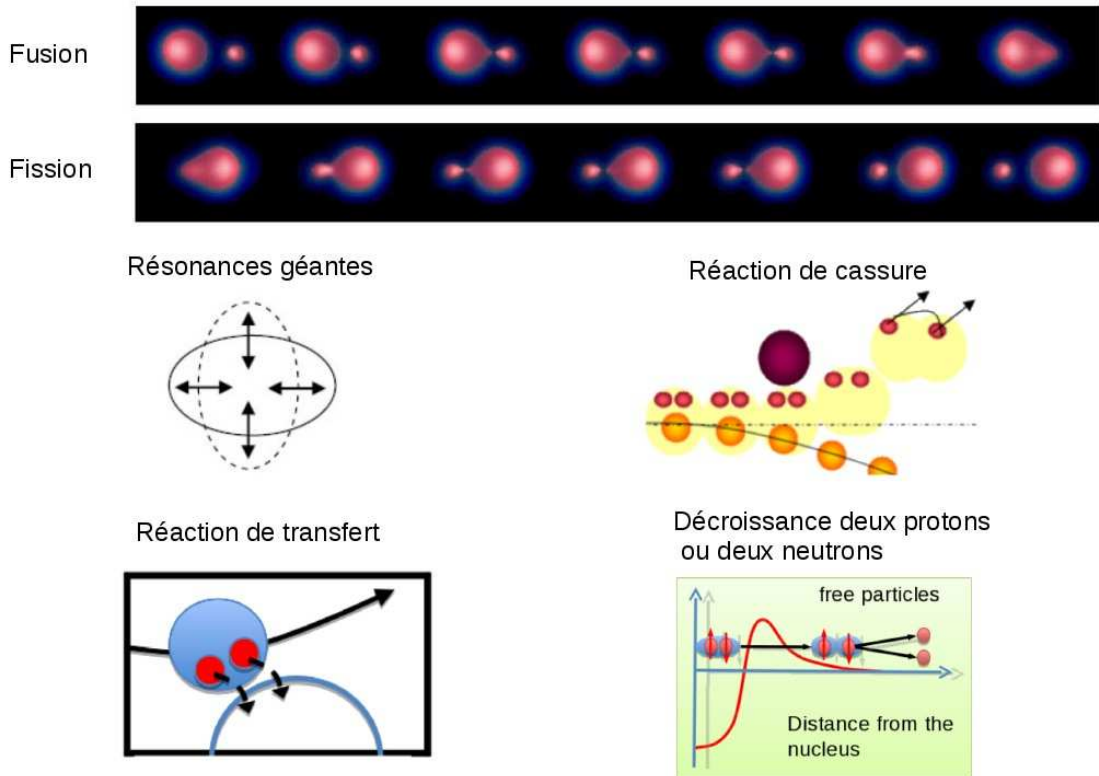 Fusion
Fission
Résonances géantes
Réaction de cassure
Réaction de transfert
Décroissance deux protons
ou deux neutrons
free particles
Distance from the
nucleus